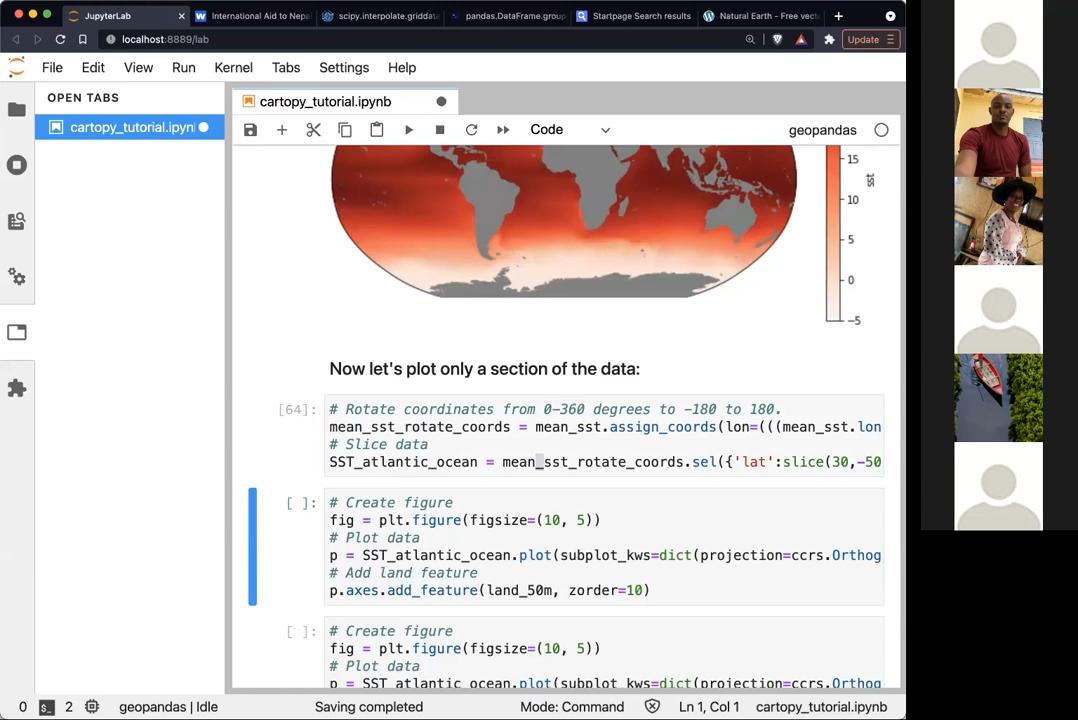 JupyterLab
International Aid to Nepa
scipy.interpolate.gridda
pandas.DataFrame.group
Startpage Search results
Natural Earth - Free vect
localhost:8889/lab
Update
File Edit View Run Kernel Tabs Settings Help
OPEN TABS
cartopy_tutorial.ipyn
cartopy_tutorial.ipynb
Code
geopandas
15
10
5
0
−5
sst
Now let's plot only a section of the data:
[64]:
# Rotate coordinates from 0-360 degrees to -180 to 180.
mean_sst_rotate_coords = mean_sst.assign_coords(lon=(((mean_sst.lon
# Slice data
SST_atlantic_ocean = mean_sst_rotate_coords.sel({'lat':slice(30,-50
[ ]:
# Create figure
fig = plt.figure(figsize=(10, 5))
# Plot data
p = SST_atlantic_ocean.plot(subplot_kws=dict(projection=ccrs.Orthog
# Add land feature
p.axes.add_feature(land_50m, zorder=10)
[ ]:
# Create figure
fig = plt.figure(figsize=(10, 5))
# Plot data
p = SST_atlantic_ocean.plot(subplot_kws=dict(projection=ccrs.Orthog
0 $_ 2 geopandas | Idle Saving completed Mode: Command Ln 1, Col 1 cartopy_tutorial.ipynb